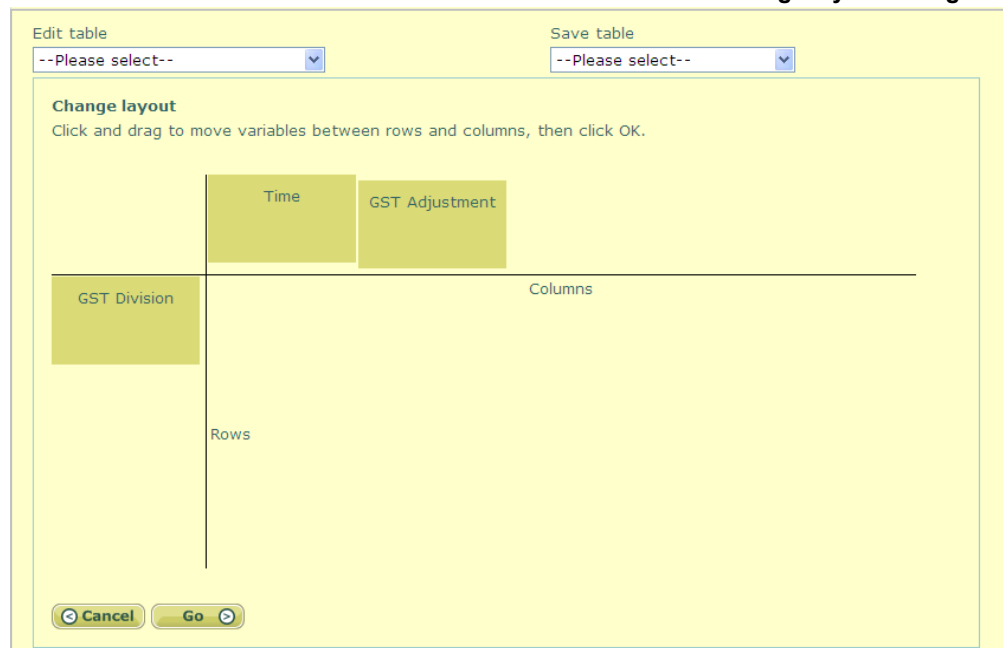 Edit table
Save table
--Please select--
--Please select--
Change layout
Click and drag to move variables between rows and columns, then click OK.
Time
GST Adjustment
GST Division
Columns
Rows
Cancel
Go